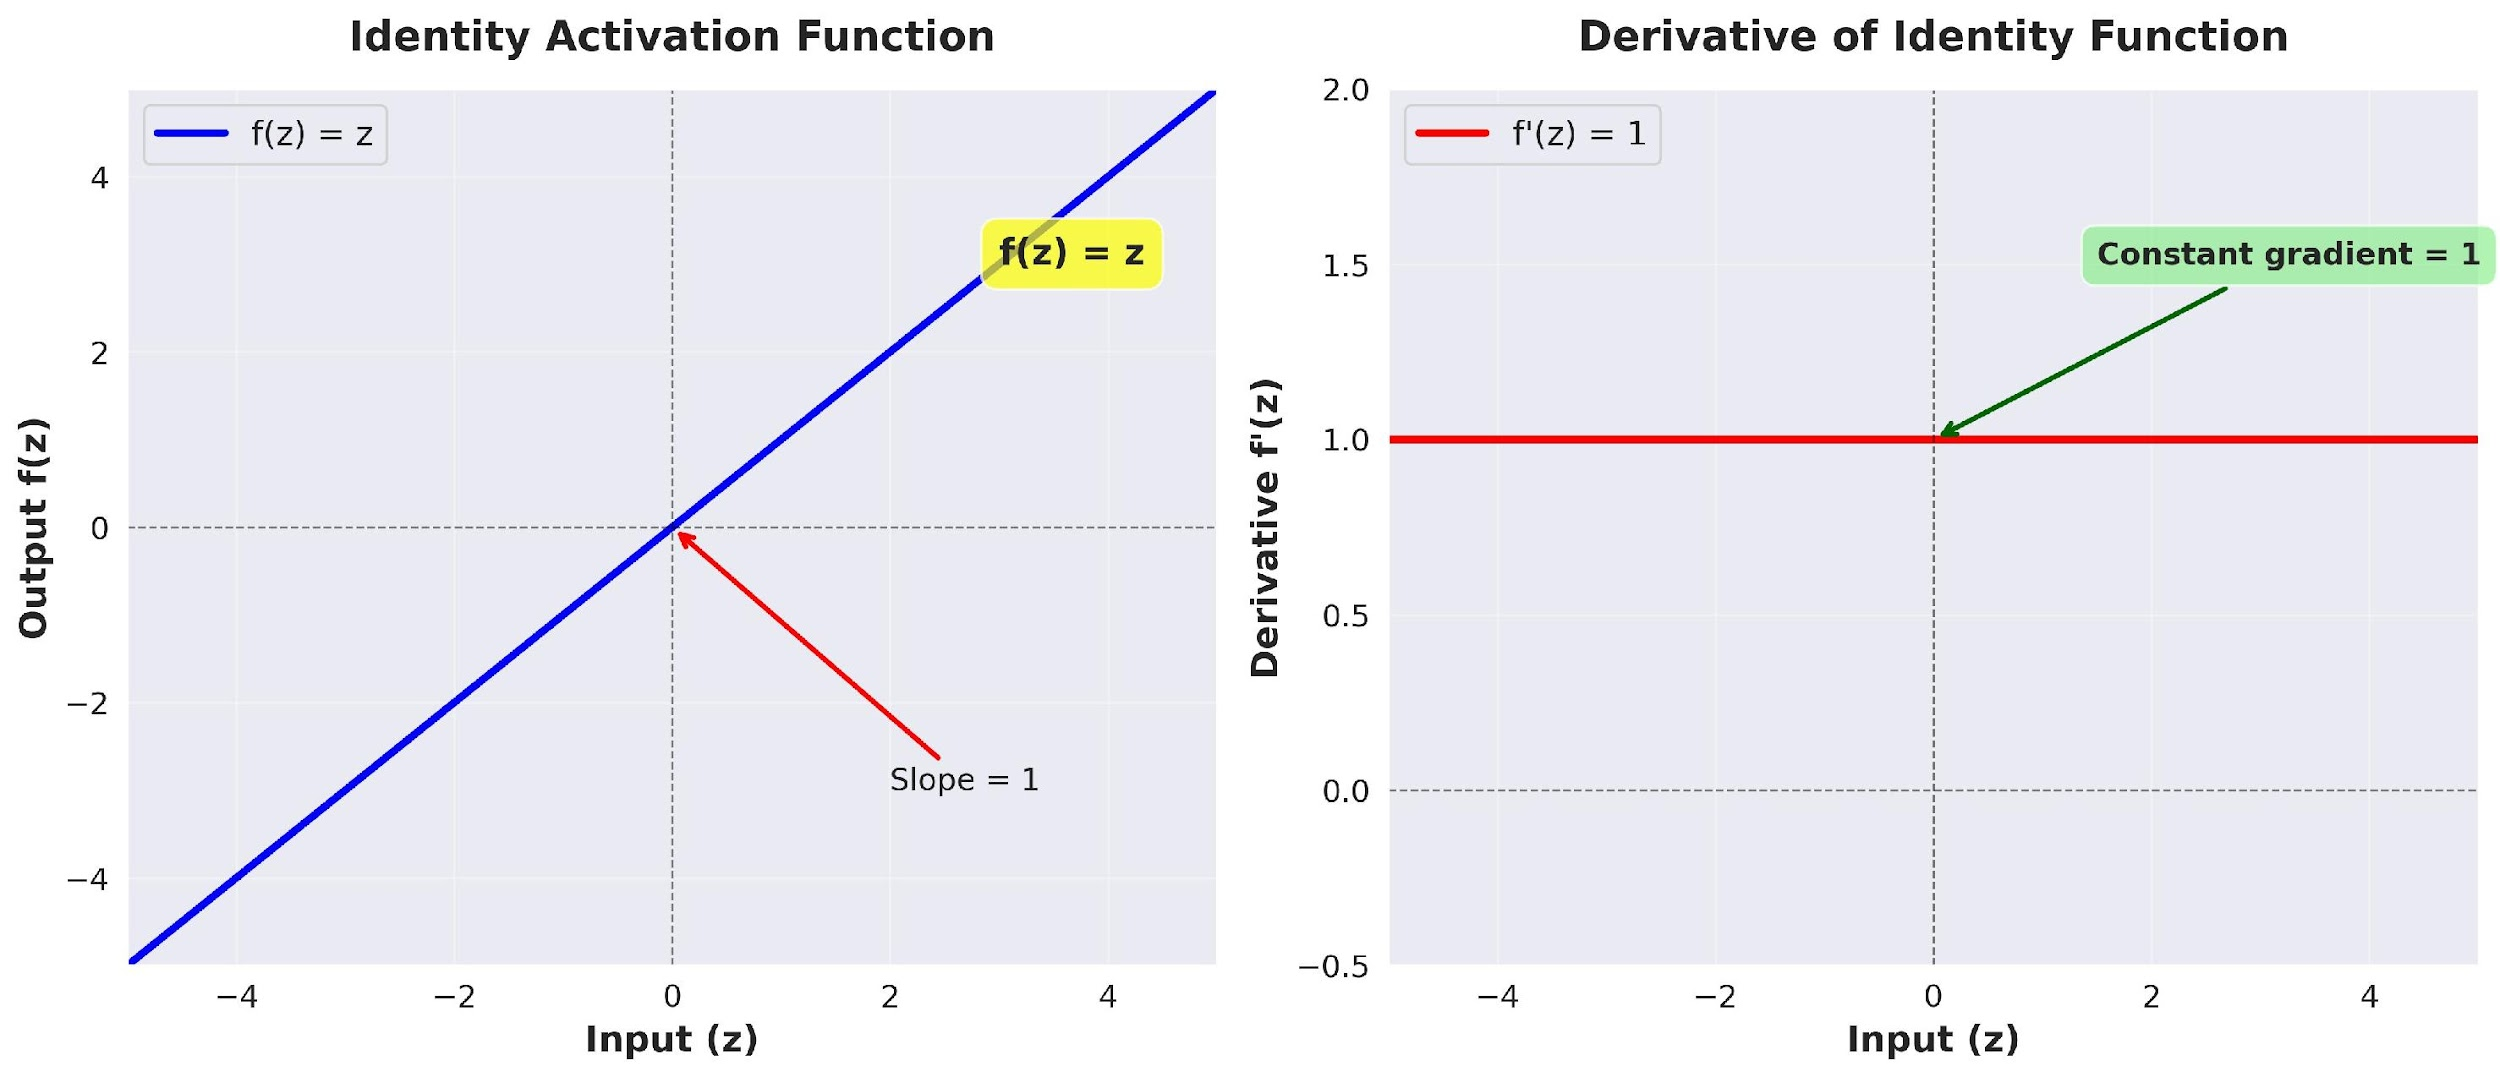 Identity Activation Function
f(z) = z
4
2
0
−2
−4
Output f(z)
f(z) = z
Slope = 1
−4
−2
0
2
4
Input (z)
Derivative of Identity Function
f'(z) = 1
2.0
1.5
1.0
0.5
0.0
−0.5
Derivative f'(z)
Constant gradient = 1
−4
−2
0
2
4
Input (z)